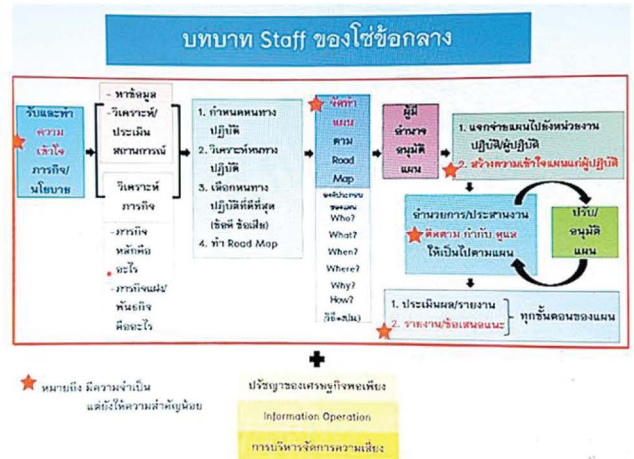 บทบาท Staff ของโซ่ข้อกลาง
รับและทำ
ความ
เข้าใจ
ภารกิจ/
นโยบาย
- หาข้อมูล
-วิเคราะห์/
ประเมิน
สถานการณ์
วิเคราะห์
ภารกิจ
-ภารกิจ
หลักคือ
อะไร
-ภารกิจแฝง/
พันธกิจ
คืออะไร
1. กำหนดหนทาง
ปฏิบัติ
2. วิเคราะห์หนทาง
ปฏิบัติ
3. เลือกหนทาง
ปฏิบัติที่ดีที่สุด
(ข้อดี ข้อเสีย)
4. ทำ Road Map
จัดทำ
แผน
ตาม
Road
Map
องค์ประกอบ
ของแผน
Who?
What?
When?
Where?
Why?
How?
(วิธี+งปม.)
ผู้มี
อำนาจ
อนุมัติ
แผน
1. แจกจ่ายแผนไปยังหน่วยงาน
ปฏิบัติ/ผู้ปฏิบัติ
2. สร้างความเข้าใจแผนแก่ผู้ปฏิบัติ
อำนวยการ/ประสานงาน
ติดตาม กำกับ ดูแล
ให้เป็นไปตามแผน
ปรับ/
อนุมัติ
แผน
1. ประเมินผล/รายงาน
2. รายงาน/ข้อเสนอแนะ
ทุกขั้นตอนของแผน
หมายถึง มีความจำเป็น
แต่ยังให้ความสำคัญน้อย
ปรัชญาของเศรษฐกิจพอเพียง
Information Operation
การบริหารจัดการความเสี่ยง